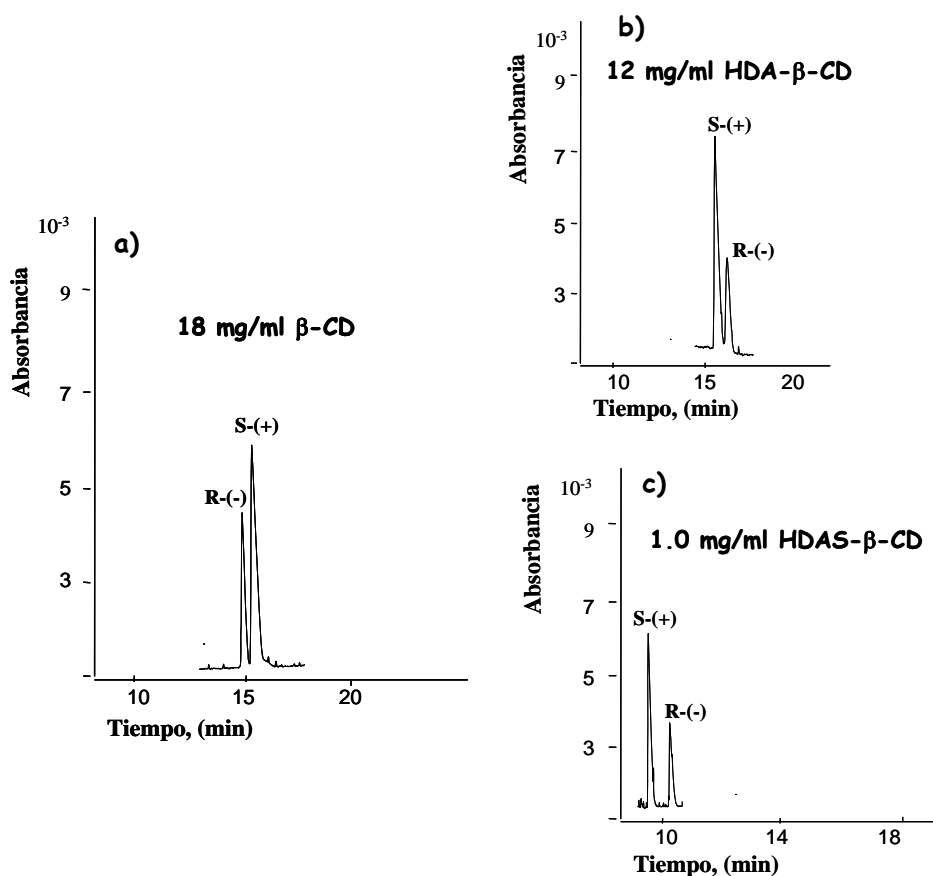 a)
18 mg/ml β-CD
10-3
9
7
5
3
Absorbancia
R-(-)
S-(+)
10
15
20
Tiempo, (min)
b)
12 mg/ml HDA-β-CD
10-3
9
7
5
3
Absorbancia
S-(+)
R-(-)
10
15
20
Tiempo, (min)
c)
1.0 mg/ml HDAS-β-CD
10-3
9
7
5
3
Absorbancia
S-(+)
R-(-)
10
14
18
Tiempo, (min)